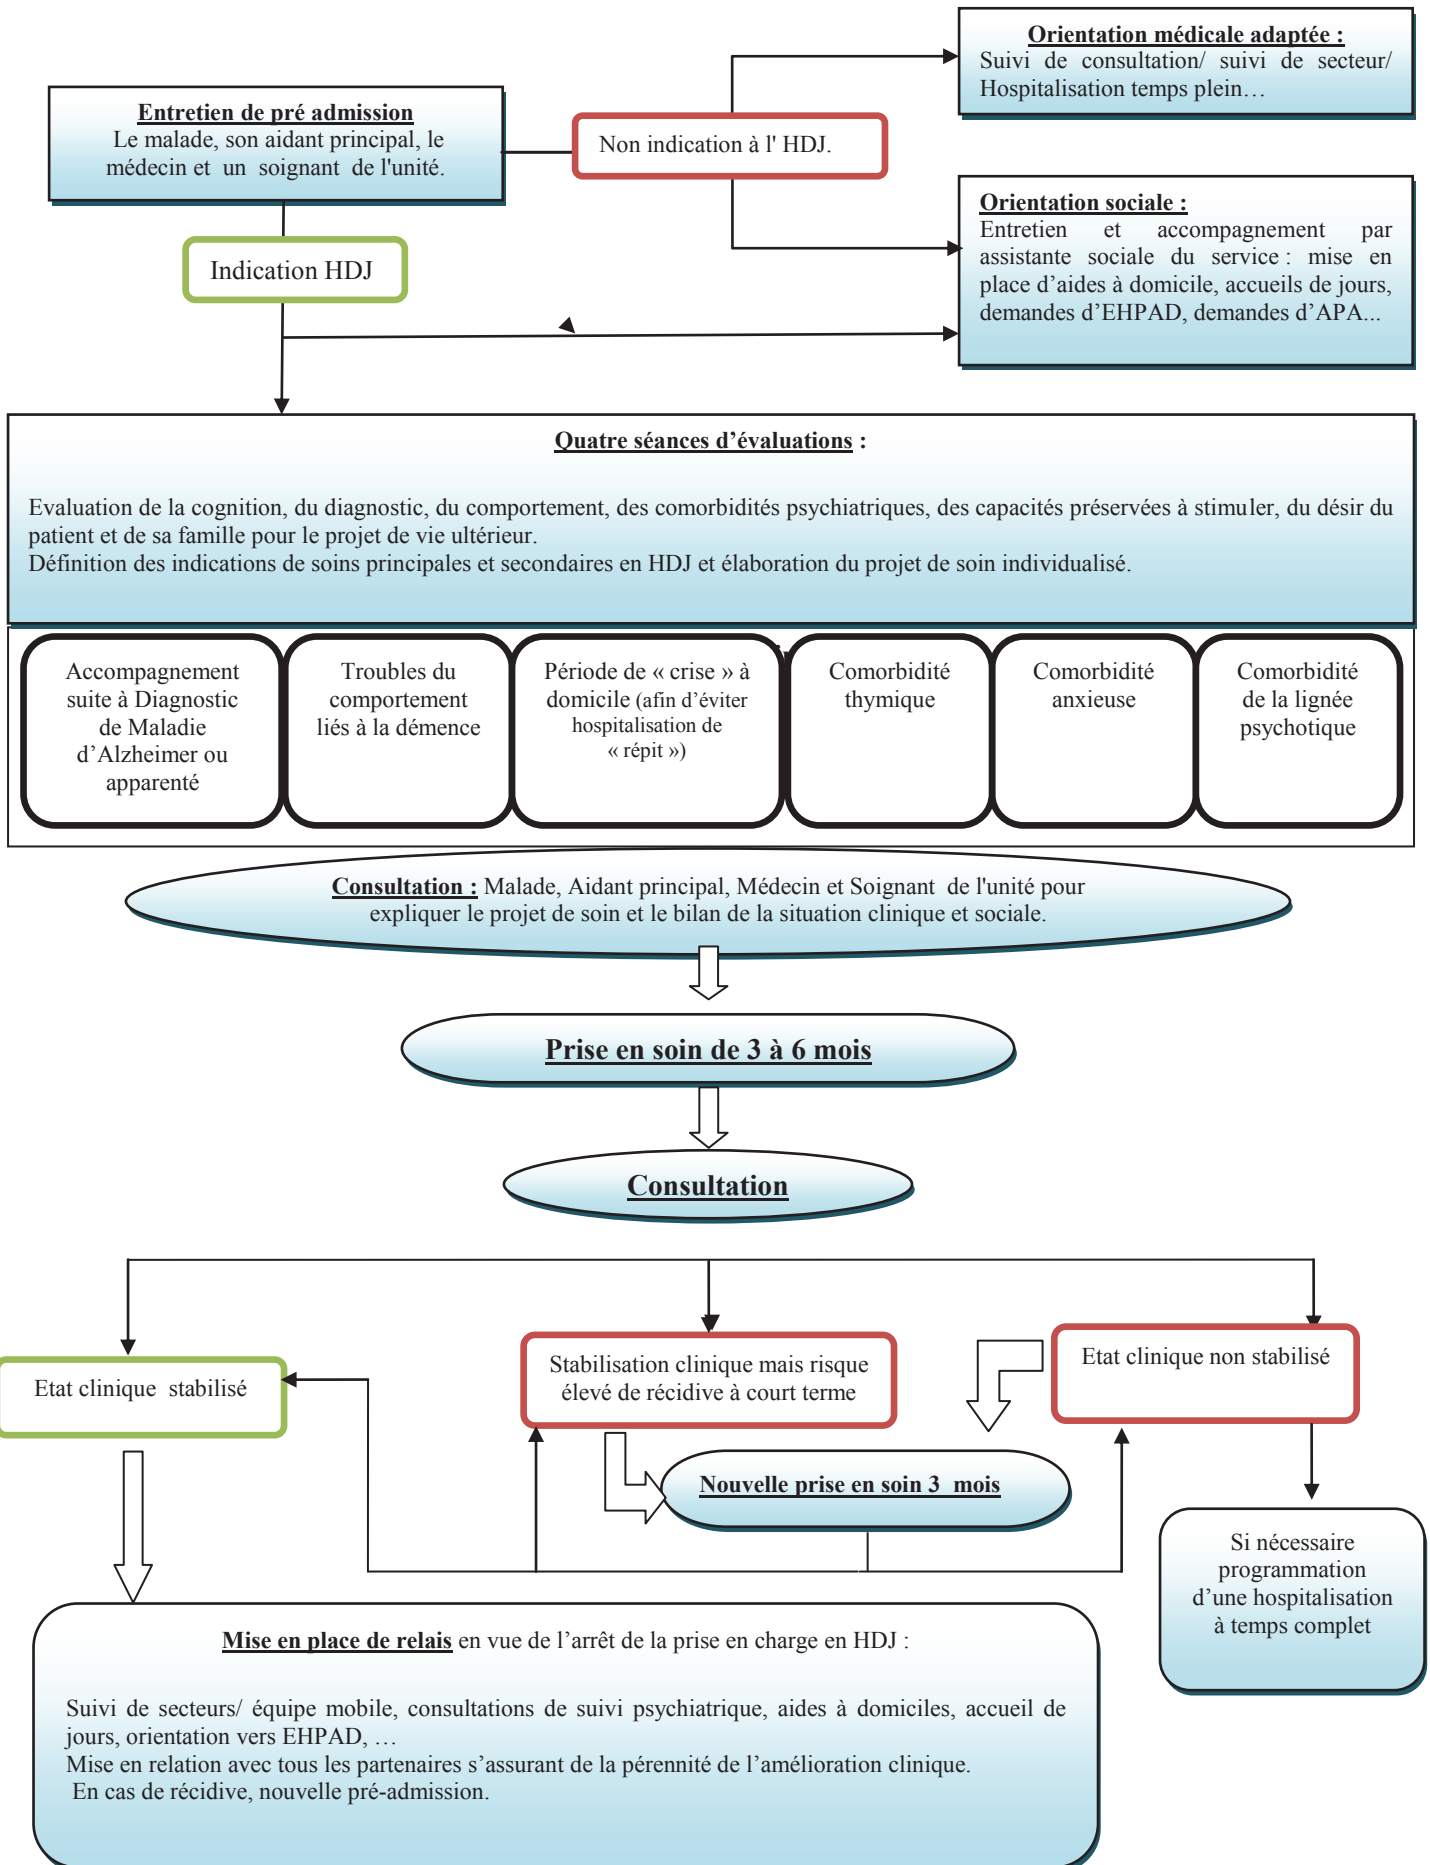 Orientation médicale adaptée :
Suivi de consultation/ suivi de secteur/
Hospitalisation temps plein…
Entretien de pré admission
Le malade, son aidant principal, le
médecin et un soignant de l'unité.
Non indication à l' HDJ.
Orientation sociale :
Entretien et accompagnement par
assistante sociale du service : mise en
place d’aides à domicile, accueils de jours,
demandes d’EHPAD, demandes d’APA...
Indication HDJ
Quatre séances d’évaluations :
Evaluation de la cognition, du diagnostic, du comportement, des comorbidités psychiatriques, des capacités préservées à stimuler, du désir du
patient et de sa famille pour le projet de vie ultérieur.
Définition des indications de soins principales et secondaires en HDJ et élaboration du projet de soin individualisé.
Accompagnement
suite à Diagnostic
de Maladie
d’Alzheimer ou
apparenté
Troubles du
comportement
liés à la démence
Période de « crise » à
domicile (afin d’éviter
hospitalisation de
« répit »)
Comorbidité
thymique
Comorbidité
anxieuse
Comorbidité
de la lignée
psychotique
Consultation : Malade, Aidant principal, Médecin et Soignant de l'unité pour
expliquer le projet de soin et le bilan de la situation clinique et sociale.
Prise en soin de 3 à 6 mois
Consultation
Etat clinique stabilisé
Stabilisation clinique mais risque
élevé de récidive à court terme
Etat clinique non stabilisé
Nouvelle prise en soin 3 mois
Si nécessaire
programmation
d’une hospitalisation
à temps complet
Mise en place de relais en vue de l’arrêt de la prise en charge en HDJ :
Suivi de secteurs/ équipe mobile, consultations de suivi psychiatrique, aides à domiciles, accueil de
jours, orientation vers EHPAD, …
Mise en relation avec tous les partenaires s’assurant de la pérennité de l’amélioration clinique.
En cas de récidive, nouvelle pré-admission.